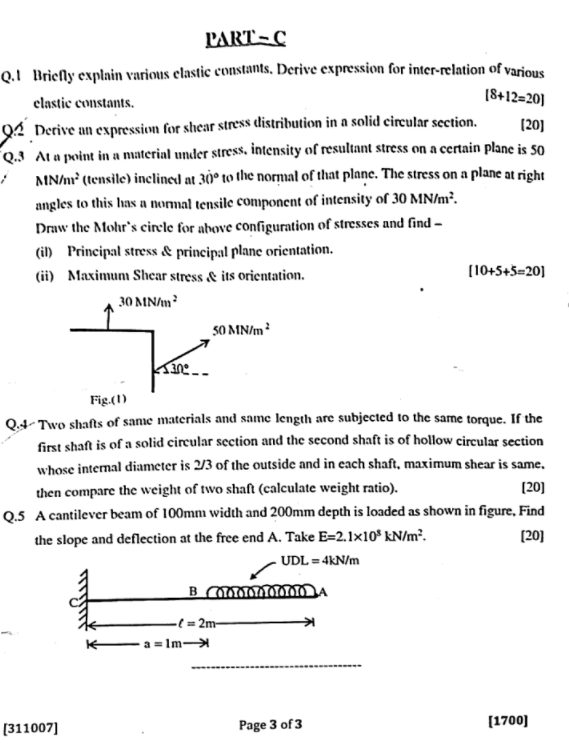 PART – C
Q.1 Briefly explain various elastic constants. Derive expression for inter-relation of various
elastic constants. [8+12=20]
Q.2 Derive an expression for shear stress distribution in a solid circular section. [20]
Q.3 At a point in a material under stress, intensity of resultant stress on a certain plane is 50
MN/m² (tensile) inclined at 30° to the normal of that plane. The stress on a plane at right
angles to this has a normal tensile component of intensity of 30 MN/m².
Draw the Mohr's circle for above configuration of stresses and find –
(il) Principal stress & principal plane orientation.
(ii) Maximum Shear stress & its orientation. [10+5+5=20]
30 MN/m²
50 MN/m²
30°
Fig.(1)
Q.4 Two shafts of same materials and same length are subjected to the same torque. If the
first shaft is of a solid circular section and the second shaft is of hollow circular section
whose internal diameter is 2/3 of the outside and in each shaft, maximum shear is same,
then compare the weight of two shaft (calculate weight ratio). [20]
Q.5 A cantilever beam of 100mm width and 200mm depth is loaded as shown in figure, Find
the slope and deflection at the free end A. Take E=2.1×10⁸ kN/m². [20]
UDL = 4kN/m
C B A
ℓ = 2m
a = 1m
[311007] Page 3 of 3 [1700]